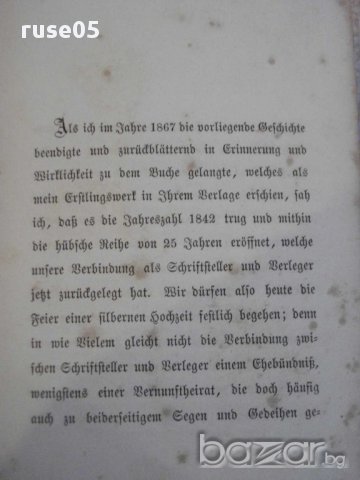 ruse05
Als ich im Jahre 1867 die vorliegende Geschichte
beendigte und zurückblätternd in Erinnerung und
Wirklichkeit zu dem Buche gelangte, welches als
mein Erstlingswerk in Ihrem Verlage erschien, sah
ich, daß es die Jahreszahl 1842 trug und mithin
die hübsche Reihe von 25 Jahren eröffnet, welche
unsere Verbindung als Schriftsteller und Verleger
jetzt zurückgelegt hat. Wir dürfen also heute die
Feier einer silbernen Hochzeit festlich begehen; denn
in wie Vielem gleicht nicht die Verbindung zwi-
schen Schriftsteller und Verleger einem Ehebündniß,
wenigstens einer Vernunftheirat, die doch häufig
auch zu beiderseitigem Segen und Gedeihen ge-
bazar.bg